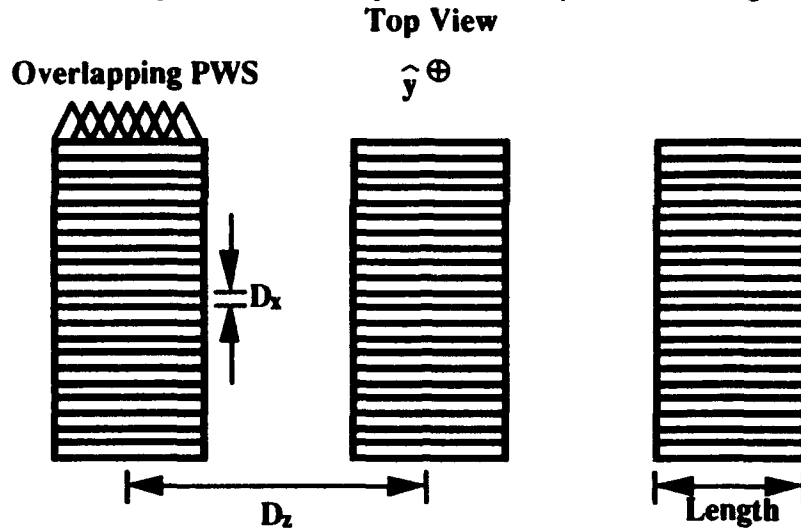 Top View
Overlapping PWS
ŷ ⊕
Dx
Dz
Length